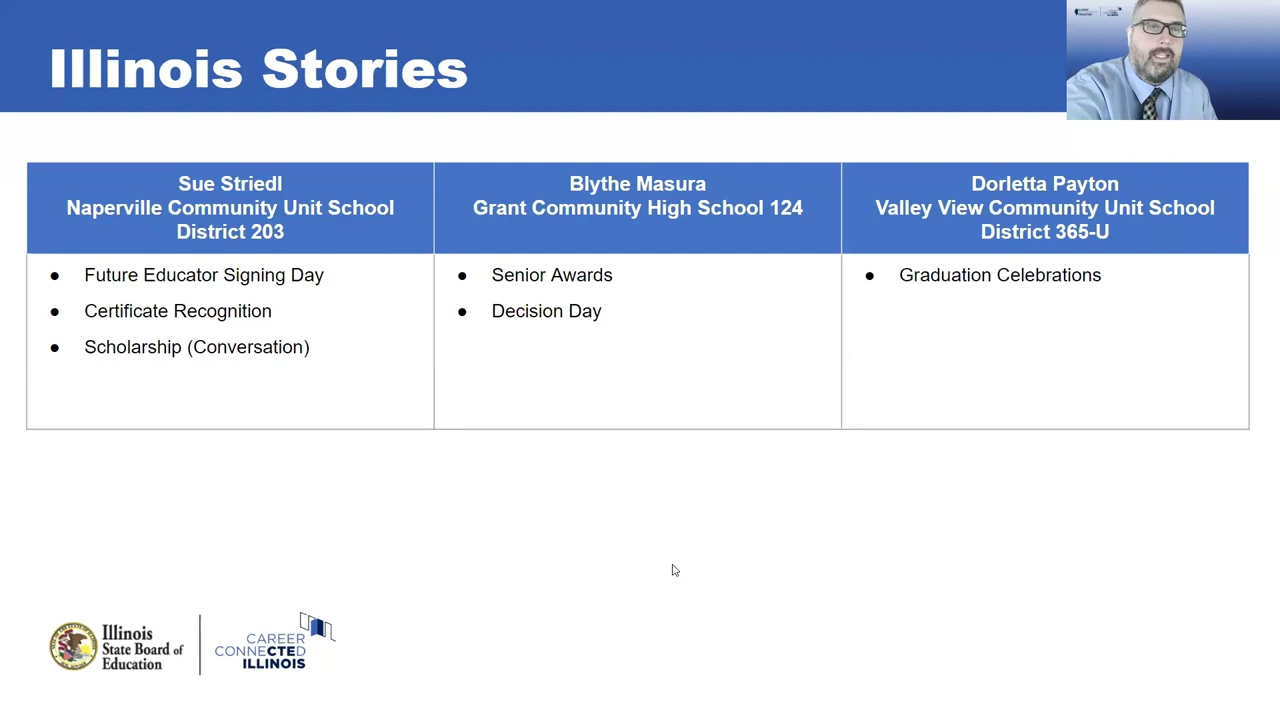 Illinois Stories
Sue Striedl
Naperville Community Unit School
District 203
Blythe Masura
Grant Community High School 124
Dorletta Payton
Valley View Community Unit School
District 365-U
● Future Educator Signing Day
● Certificate Recognition
● Scholarship (Conversation)
● Senior Awards
● Decision Day
● Graduation Celebrations
Illinois
State Board of
Education
CAREER
CONNECTED
ILLINOIS